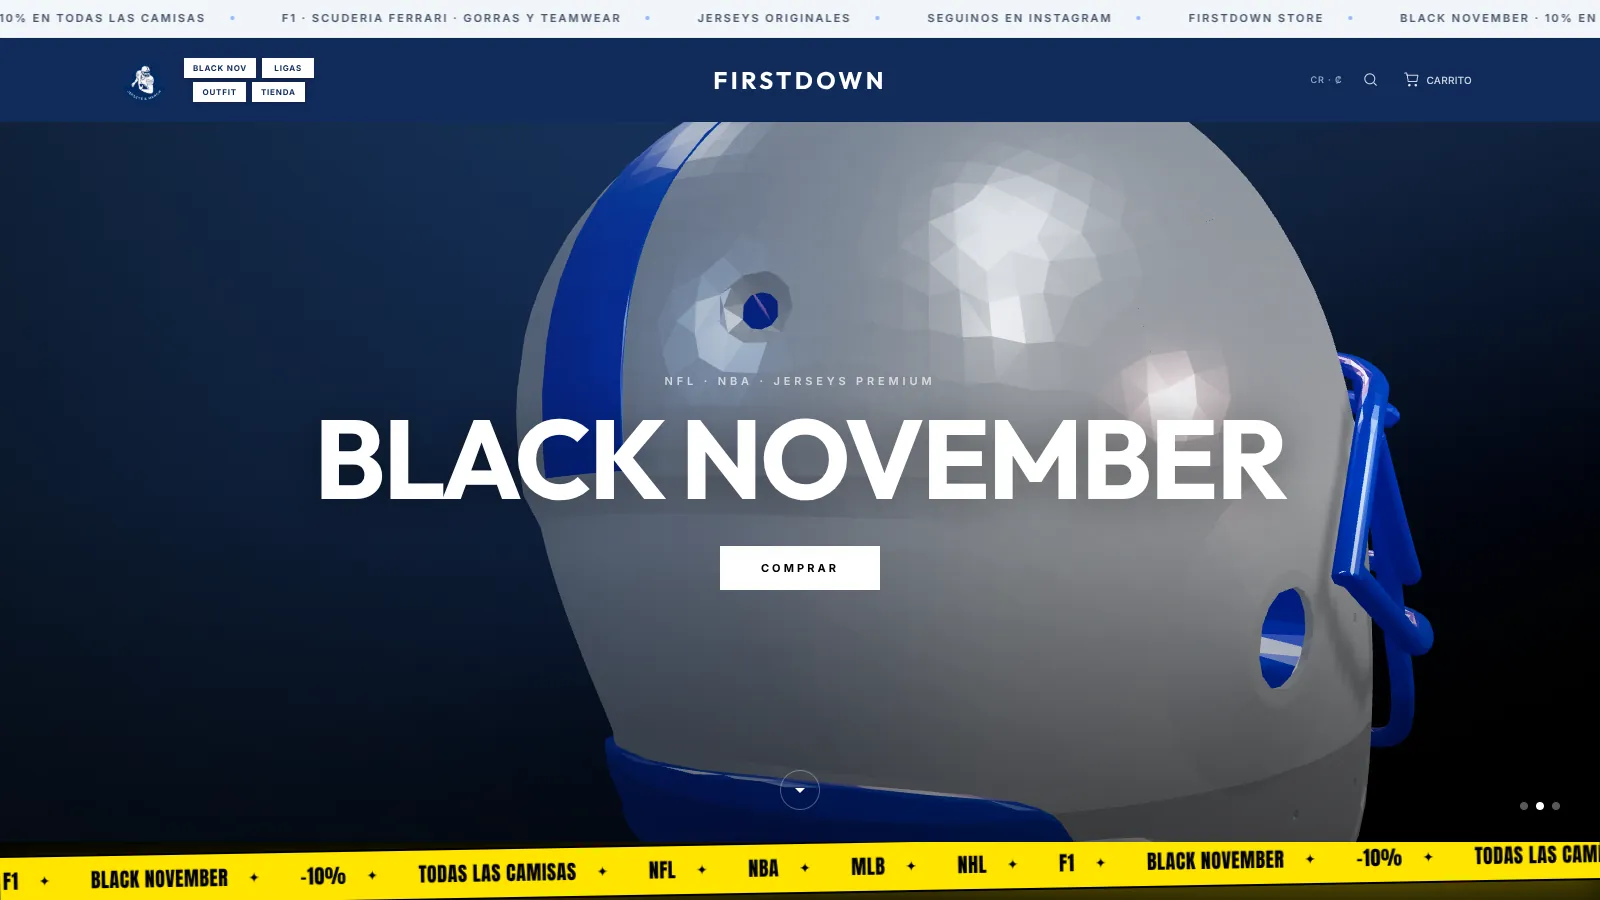 10% EN TODAS LAS CAMISAS • F1 · SCUDERIA FERRARI · GORRAS Y TEAMWEAR • JERSEYS ORIGINALES • SEGUINOS EN INSTAGRAM • FIRSTDOWN STORE • BLACK NOVEMBER · 10% EN
BLACK NOV LIGAS
OUTFIT TIENDA
FIRSTDOWN
CR · ₡ CARRITO
NFL · NBA · JERSEYS PREMIUM
BLACK NOVEMBER
COMPRAR
F1 ✦ BLACK NOVEMBER ✦ -10% ✦ TODAS LAS CAMISAS ✦ NFL ✦ NBA ✦ MLB ✦ NHL ✦ F1 ✦ BLACK NOVEMBER ✦ -10% ✦ TODAS LAS CAMI